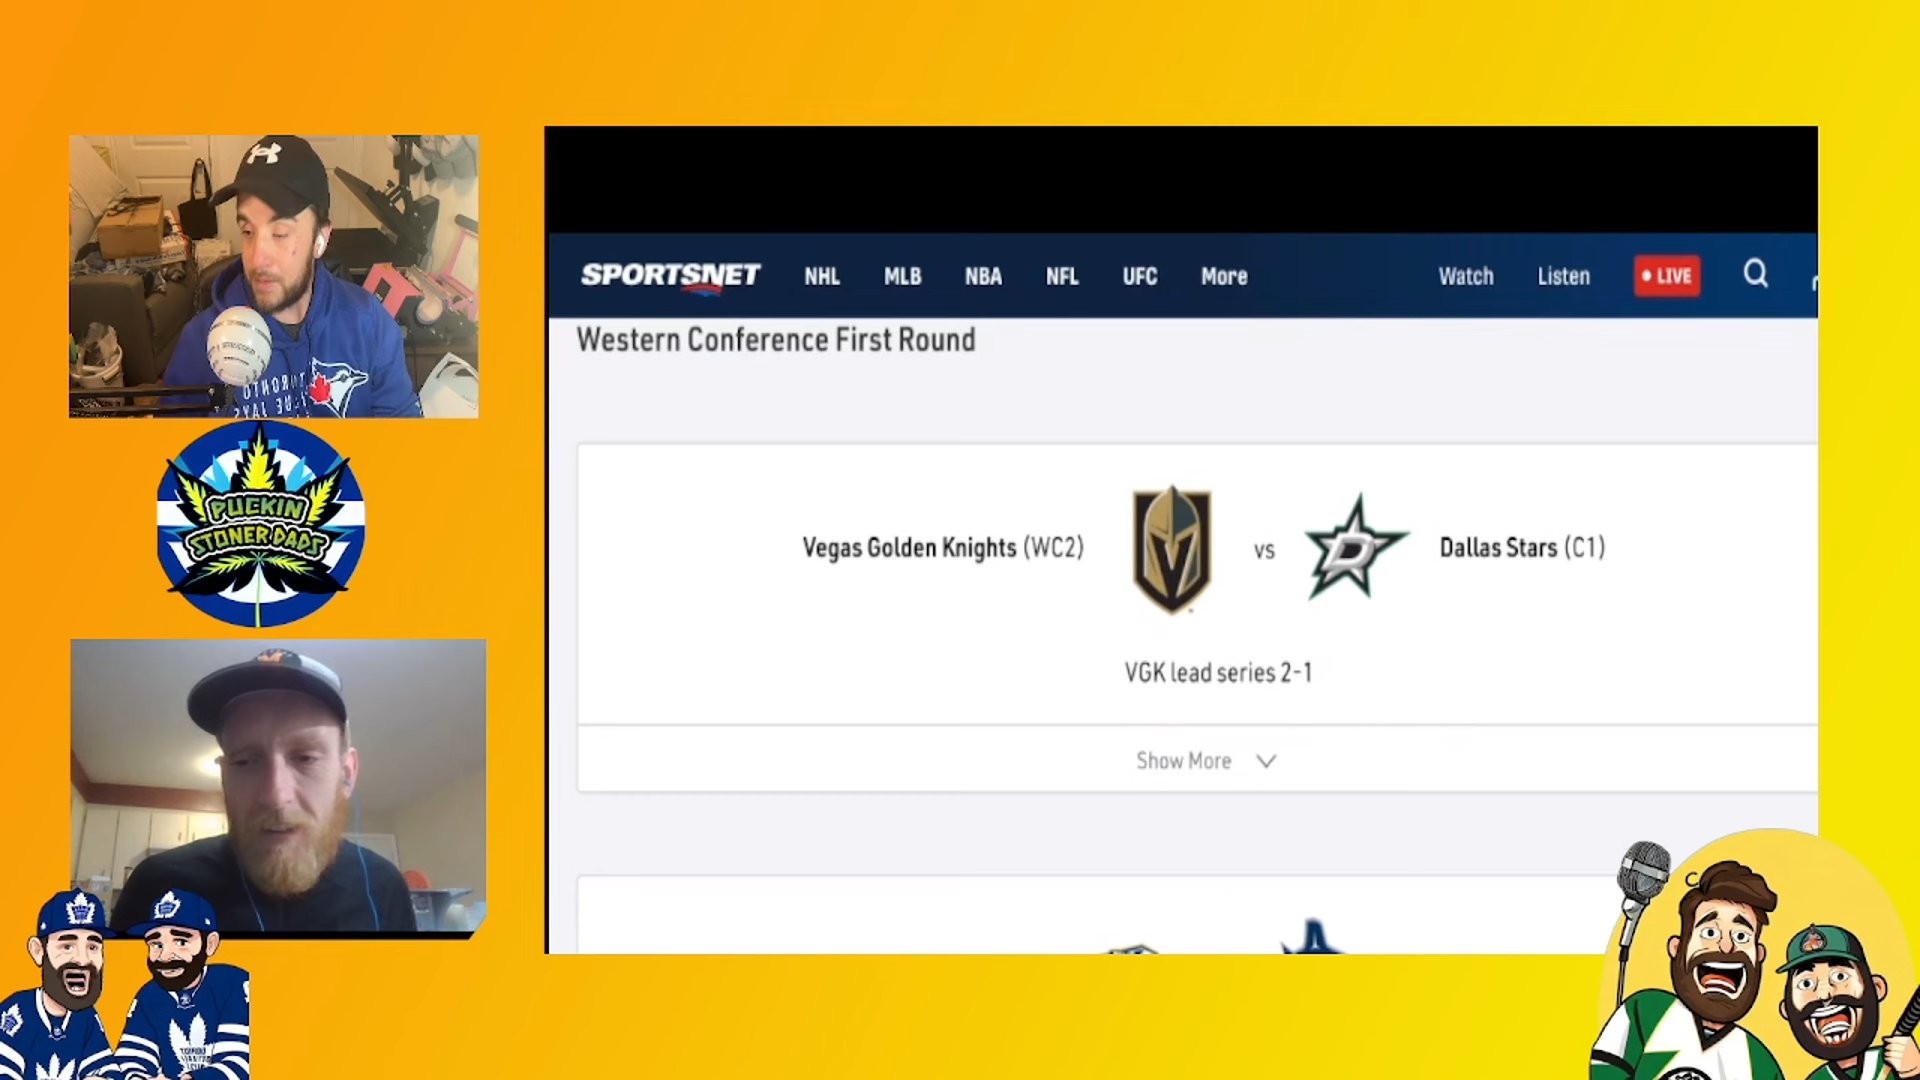 SPORTSNET NHL MLB NBA NFL UFC More Watch Listen LIVE
Western Conference First Round
Vegas Golden Knights (WC2) vs Dallas Stars (C1)
VGK lead series 2-1
Show More
PUCKIN
STONER DADS